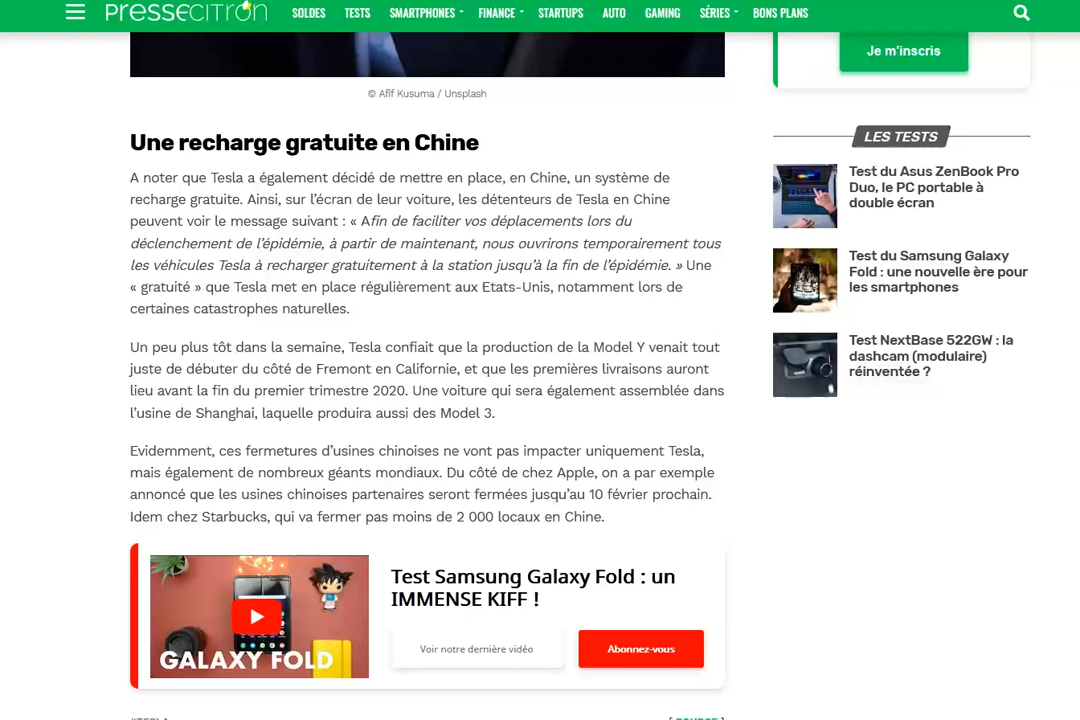 PRESSECITRON
SOLDES TESTS SMARTPHONES FINANCE STARTUPS AUTO GAMING SÉRIES BONS PLANS
Je m'inscris
© Afif Kusuma / Unsplash
Une recharge gratuite en Chine
A noter que Tesla a également décidé de mettre en place, en Chine, un système de
recharge gratuite. Ainsi, sur l’écran de leur voiture, les détenteurs de Tesla en Chine
peuvent voir le message suivant : « Afin de faciliter vos déplacements lors du
déclenchement de l’épidémie, à partir de maintenant, nous ouvrirons temporairement tous
les véhicules Tesla à recharger gratuitement à la station jusqu’à la fin de l’épidémie. » Une
« gratuité » que Tesla met en place régulièrement aux Etats-Unis, notamment lors de
certaines catastrophes naturelles.
Un peu plus tôt dans la semaine, Tesla confiait que la production de la Model Y venait tout
juste de débuter du côté de Fremont en Californie, et que les premières livraisons auront
lieu avant la fin du premier trimestre 2020. Une voiture qui sera également assemblée dans
l’usine de Shanghai, laquelle produira aussi des Model 3.
Evidemment, ces fermetures d’usines chinoises ne vont pas impacter uniquement Tesla,
mais également de nombreux géants mondiaux. Du côté de chez Apple, on a par exemple
annoncé que les usines chinoises partenaires seront fermées jusqu’au 10 février prochain.
Idem chez Starbucks, qui va fermer pas moins de 2 000 locaux en Chine.
GALAXY FOLD
Test Samsung Galaxy Fold : un
IMMENSE KIFF !
Voir notre dernière vidéo
Abonnez-vous
#TESLA
[ SOURCE ]
LES TESTS
Test du Asus ZenBook Pro
Duo, le PC portable à
double écran
Test du Samsung Galaxy
Fold : une nouvelle ère pour
les smartphones
Test NextBase 522GW : la
dashcam (modulaire)
réinventée ?